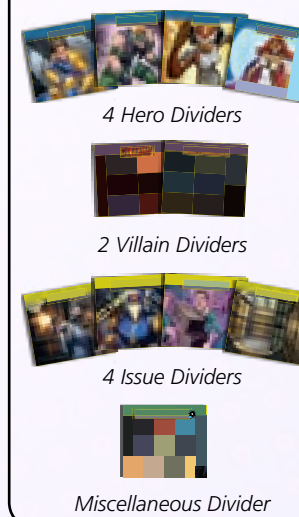 4 Hero Dividers
2 Villain Dividers
4 Issue Dividers
Miscellaneous Divider